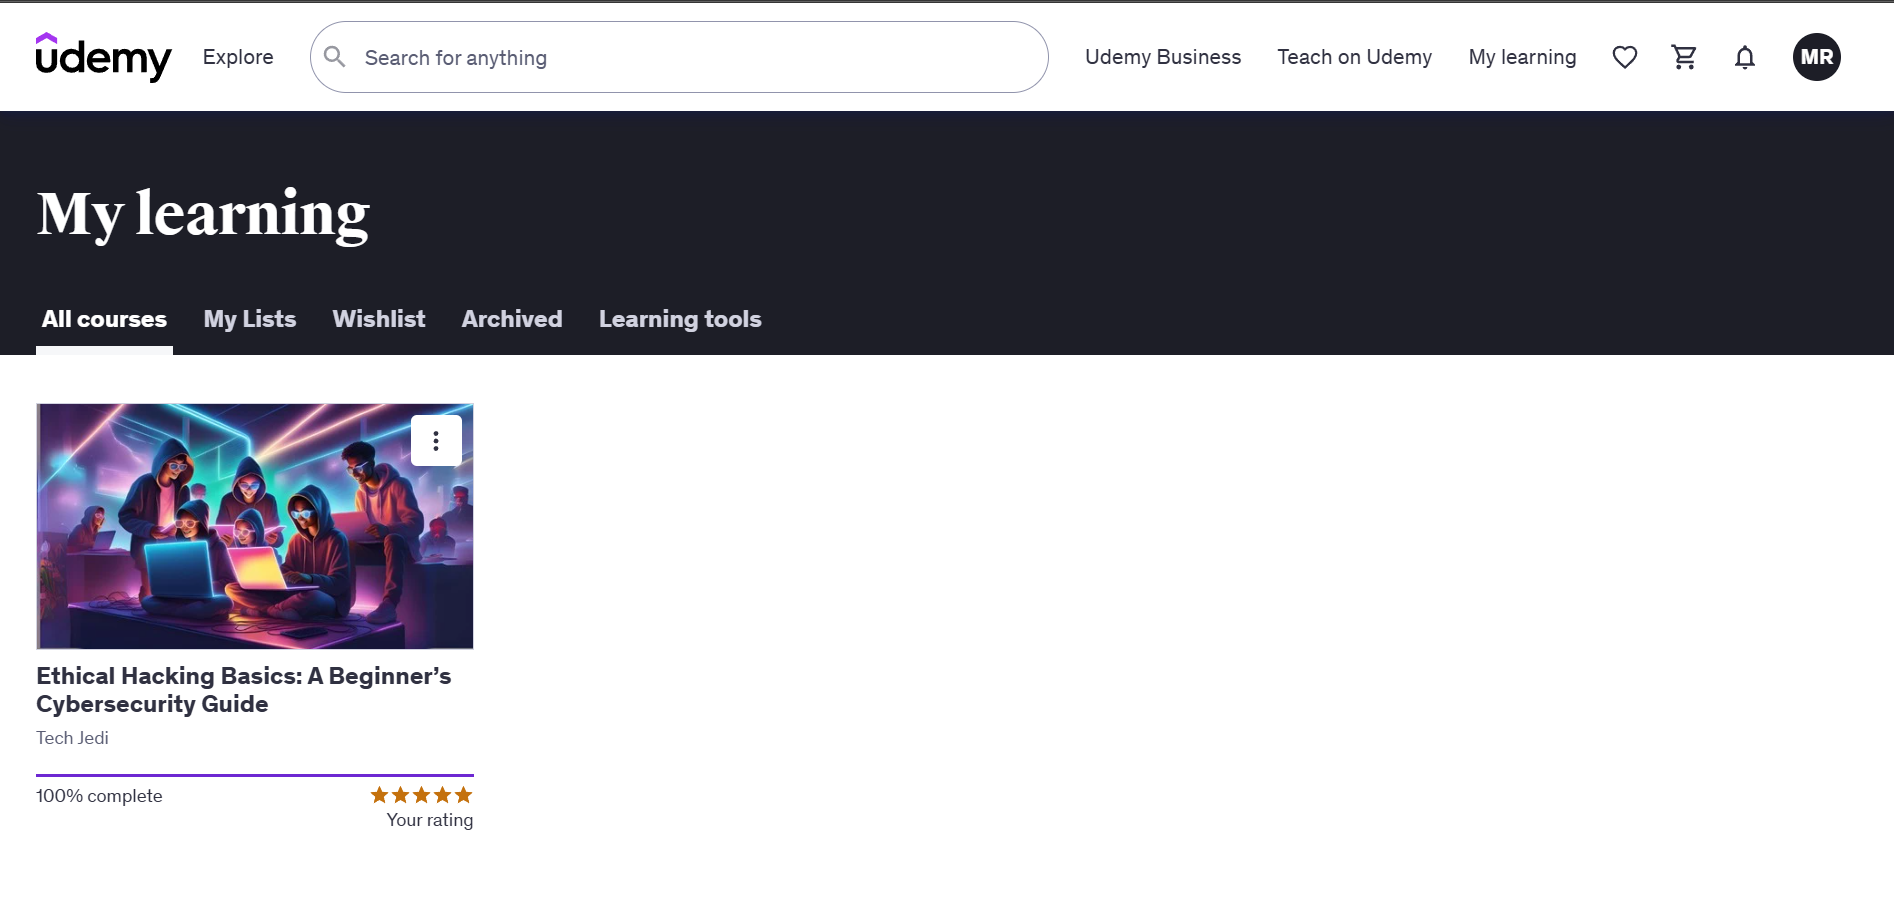 udemy
Explore
Search for anything
Udemy Business
Teach on Udemy
My learning
MR
My learning
All courses
My Lists
Wishlist
Archived
Learning tools
Ethical Hacking Basics: A Beginner’s
Cybersecurity Guide
Tech Jedi
100% complete
Your rating